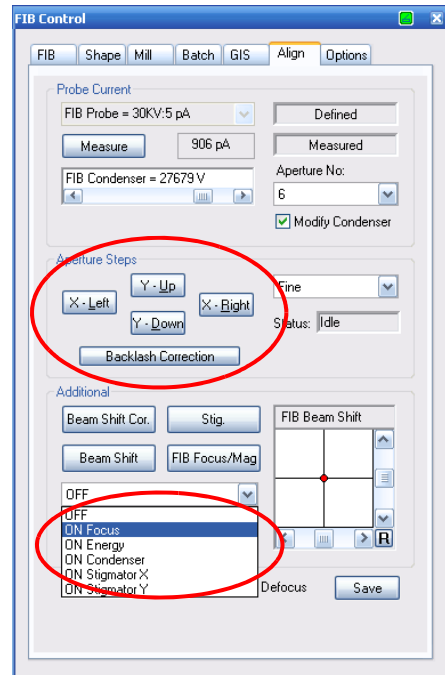 FIB Control
FIB Shape Mill Batch GIS Align Options
Probe Current
FIB Probe = 30KV:5 pA Defined
Measure 906 pA Measured
FIB Condenser = 27679 V Aperture No:
6
Modify Condenser
Aperture Steps
Y - Up Fine
X - Left X - Right
Y - Down Status: Idle
Backlash Correction
Additional
Beam Shift Cor. Stig. FIB Beam Shift
Beam Shift FIB Focus/Mag
OFF
OFF
ON Focus
ON Energy R
ON Condenser
ON Stigmator X
ON Stigmator Y Defocus Save